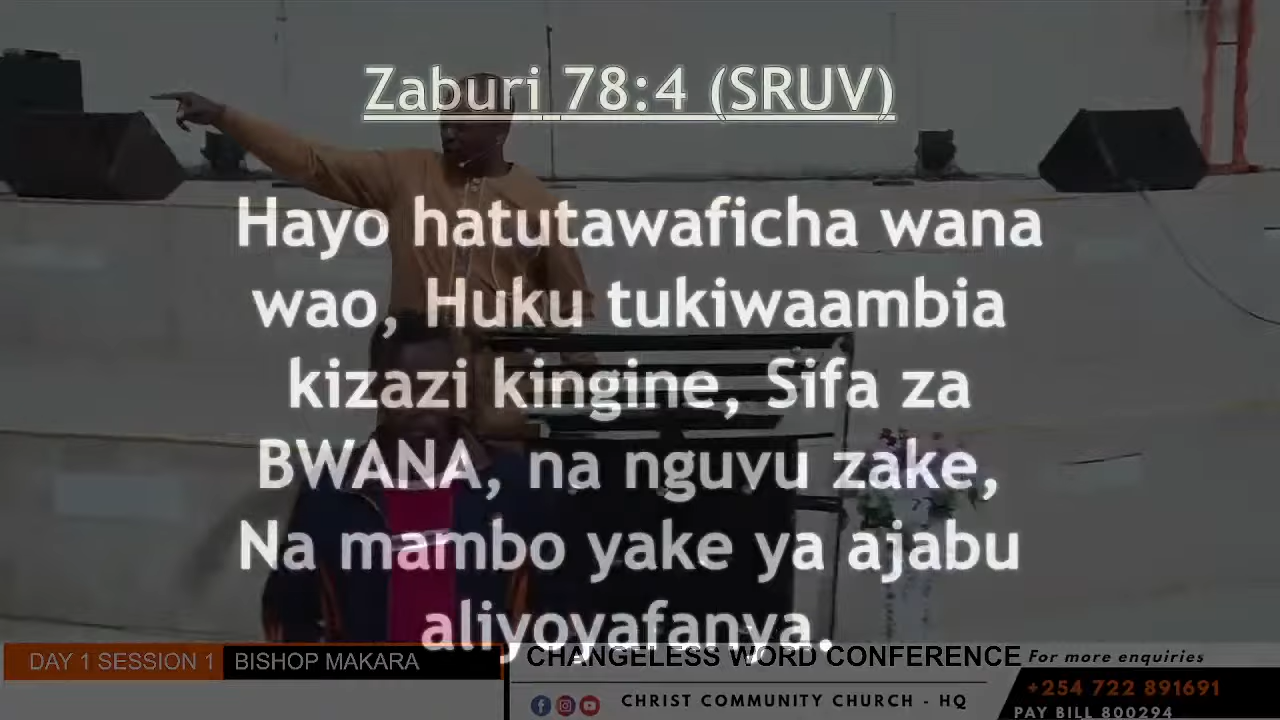 Zaburi 78:4 (SRUV)
Hayo hatutawaficha wana
wao, Huku tukiwaambia
kizazi kingine, Sifa za
BWANA, na nguvu zake,
Na mambo yake ya ajabu
aliyoyafanya.
DAY 1 SESSION 1 BISHOP MAKARA
CHANGELESS WORD CONFERENCE
For more enquiries
+254 722 891691
CHRIST COMMUNITY CHURCH - HQ
PAY BILL 800294